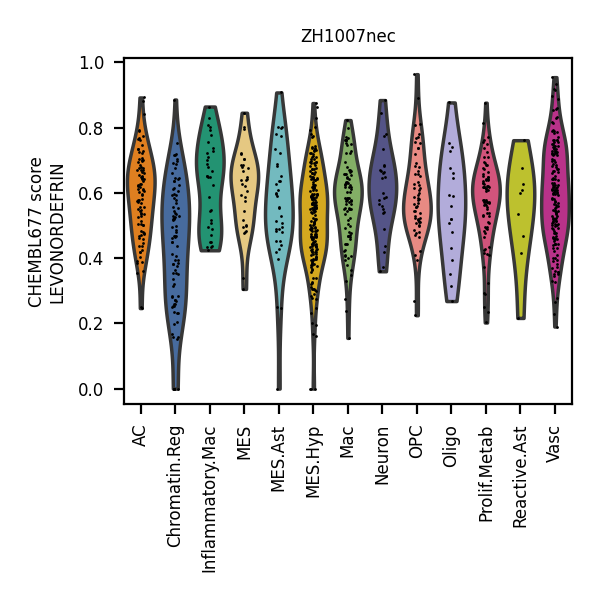 ZH1007nec
CHEMBL677 score
LEVONORDEFRIN
1.0
0.8
0.6
0.4
0.2
0.0
AC
Chromatin.Reg
Inflammatory.Mac
MES
MES.Ast
MES.Hyp
Mac
Neuron
OPC
Oligo
Prolif.Metab
Reactive.Ast
Vasc